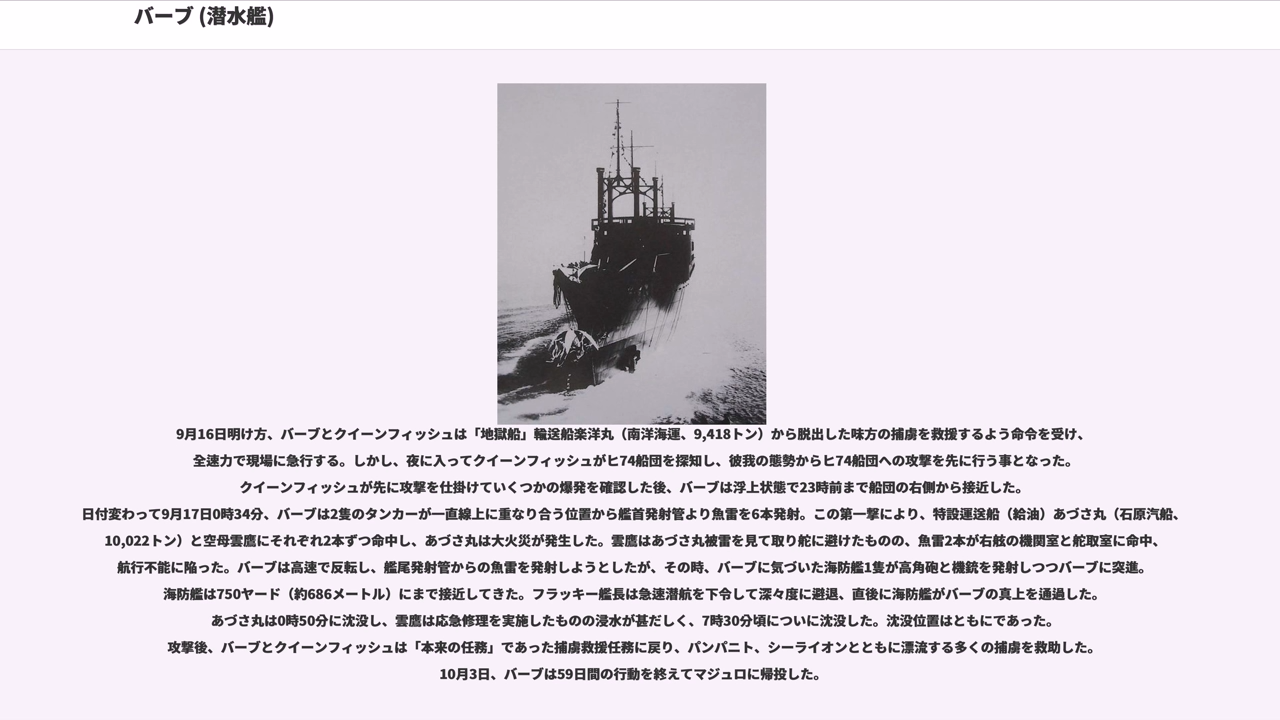 バーブ (潜水艦)
9月16日明け方、バーブとクイーンフィッシュは「地獄船」輸送船楽洋丸（南洋海運、9,418トン）から脱出した味方の捕虜を救援するよう命令を受け、
全速力で現場に急行する。しかし、夜に入ってクイーンフィッシュがヒ74船団を探知し、彼我の態勢からヒ74船団への攻撃を先に行う事となった。
クイーンフィッシュが先に攻撃を仕掛けていくつかの爆発を確認した後、バーブは浮上状態で23時前まで船団の右側から接近した。
日付変わって9月17日0時34分、バーブは2隻のタンカーが一直線上に重なり合う位置から艦首発射管より魚雷を6本発射。この第一撃により、特設運送船（給油）あづさ丸（石原汽船、
10,022トン）と空母雲鷹にそれぞれ2本ずつ命中し、あづさ丸は大火災が発生した。雲鷹はあづさ丸被雷を見て取り舵に避けたものの、魚雷2本が右舷の機関室と舵取室に命中、
航行不能に陥った。バーブは高速で反転し、艦尾発射管からの魚雷を発射しようとしたが、その時、バーブに気づいた海防艦1隻が高角砲と機銃を発射しつつバーブに突進。
海防艦は750ヤード（約686メートル）にまで接近してきた。フラッキー艦長は急速潜航を下令して深々度に避退、直後に海防艦がバーブの真上を通過した。
あづさ丸は0時50分に沈没し、雲鷹は応急修理を実施したものの浸水が甚だしく、7時30分頃についに沈没した。沈没位置はともにであった。
攻撃後、バーブとクイーンフィッシュは「本来の任務」であった捕虜救援任務に戻り、パンパニト、シーライオンとともに漂流する多くの捕虜を救助した。
10月3日、バーブは59日間の行動を終えてマジュロに帰投した。